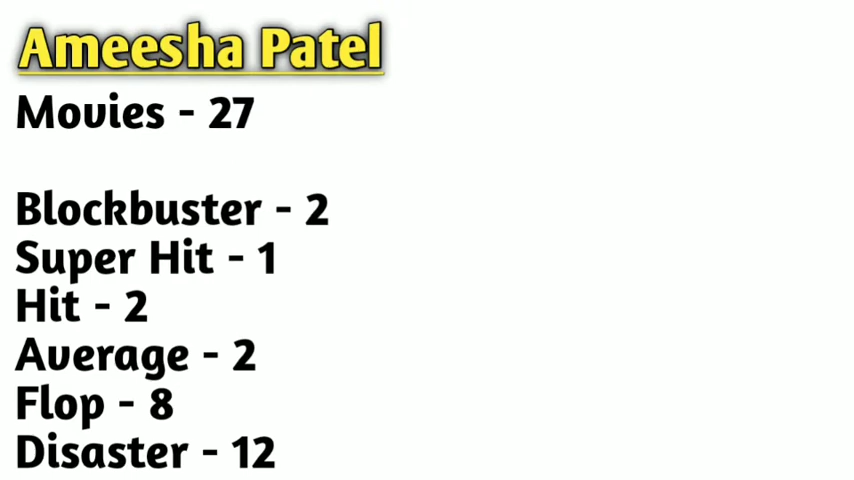 Ameesha Patel
Movies - 27
Blockbuster - 2
Super Hit - 1
Hit - 2
Average - 2
Flop - 8
Disaster - 12